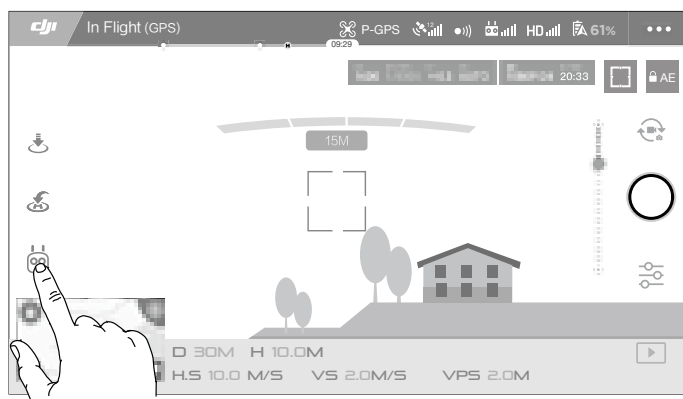 dji In Flight (GPS) P-GPS 12 HD 61%
H 09:29
20:33 AE
15M
H
D 30M H 10.0M
H.S 10.0 M/S VS 2.0M/S VPS 2.0M